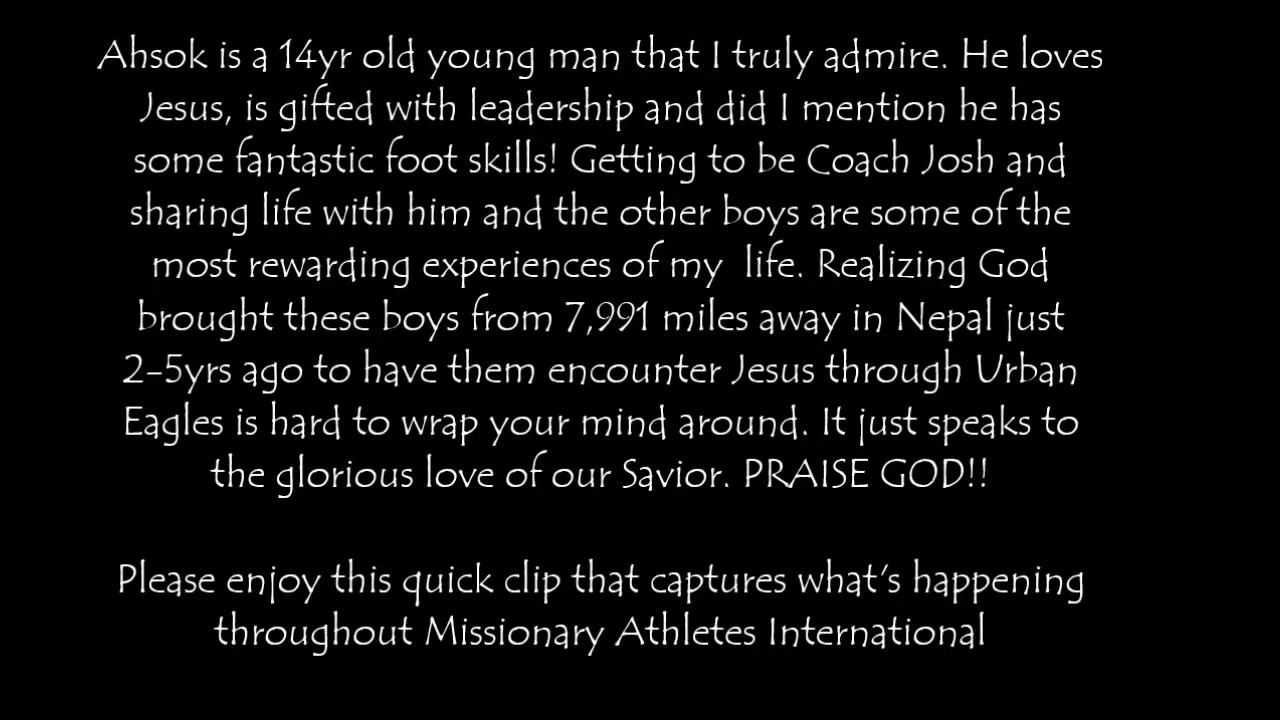 Ahsok is a 14yr old young man that I truly admire. He loves
Jesus, is gifted with leadership and did I mention he has
some fantastic foot skills! Getting to be Coach Josh and
sharing life with him and the other boys are some of the
most rewarding experiences of my life. Realizing God
brought these boys from 7,991 miles away in Nepal just
2-5yrs ago to have them encounter Jesus through Urban
Eagles is hard to wrap your mind around. It just speaks to
the glorious love of our Savior. PRAISE GOD!!
Please enjoy this quick clip that captures what's happening
throughout Missionary Athletes International